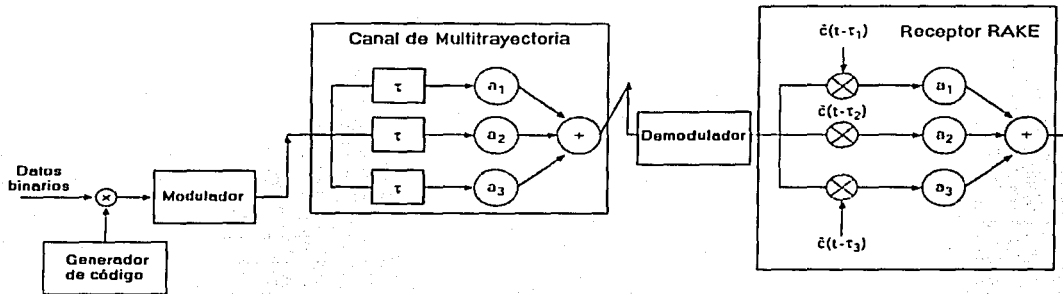 Datos
binarios
×
Generador
de código
Modulador
Canal de Multitrayectoria
τ
a1
τ
a2
τ
a3
+
Demodulador
Receptor RAKE
ĉ(t-τ1)
ĉ(t-τ2)
ĉ(t-τ3)
a1
a2
a3
+